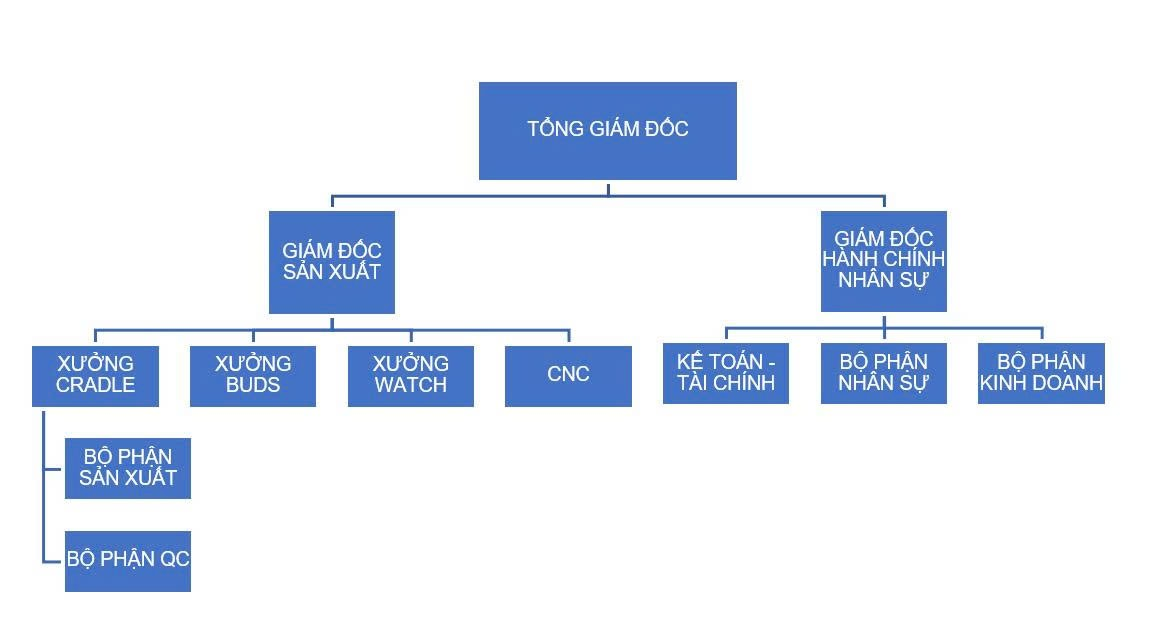 TỔNG GIÁM ĐỐC
GIÁM ĐỐC
SẢN XUẤT
GIÁM ĐỐC
HÀNH CHÍNH
NHÂN SỰ
XƯỞNG
CRADLE
XƯỞNG
BUDS
XƯỞNG
WATCH
CNC
KẾ TOÁN -
TÀI CHÍNH
BỘ PHẬN
NHÂN SỰ
BỘ PHẬN
KINH DOANH
BỘ PHẬN
SẢN XUẤT
BỘ PHẬN QC